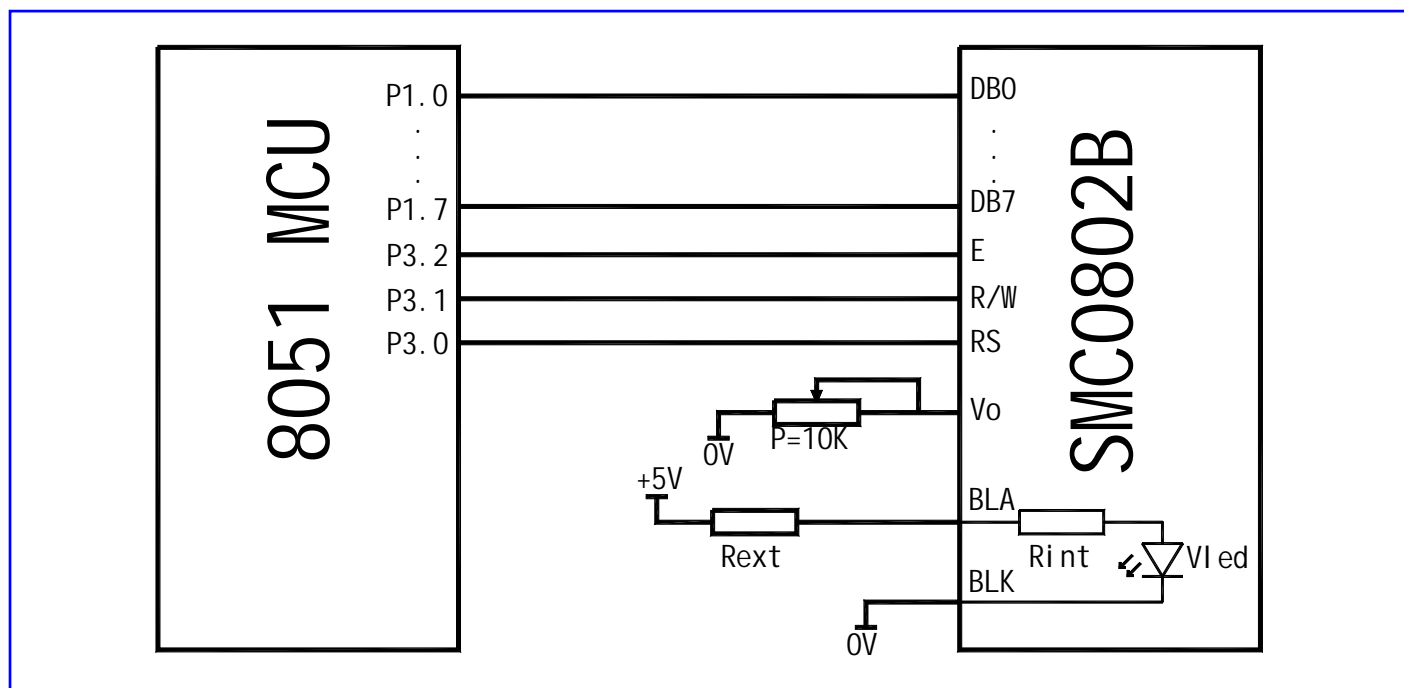 8051 MCU
P1.0
.
.
.
P1.7
P3.2
P3.1
P3.0
DB0
.
.
.
DB7
E
R/W
RS
Vo
P=10K
0V
+5V
Rext
BLA
Rint
Vled
BLK
0V
SMC0802B